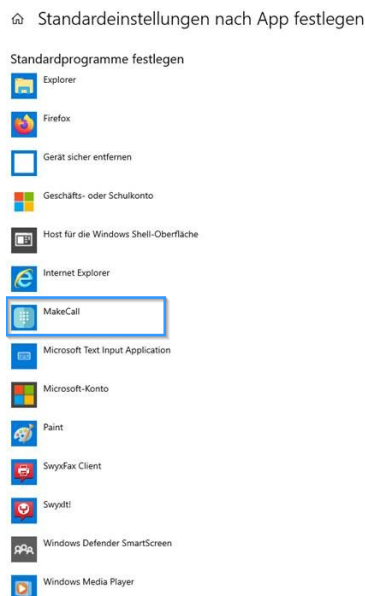 Standardeinstellungen nach App festlegen
Standardprogramme festlegen
Explorer
Firefox
Gerät sicher entfernen
Geschäfts- oder Schulkonto
Host für die Windows Shell-Oberfläche
Internet Explorer
MakeCall
Microsoft Text Input Application
Microsoft-Konto
Paint
SwyxFax Client
SwyxIt!
Windows Defender SmartScreen
Windows Media Player